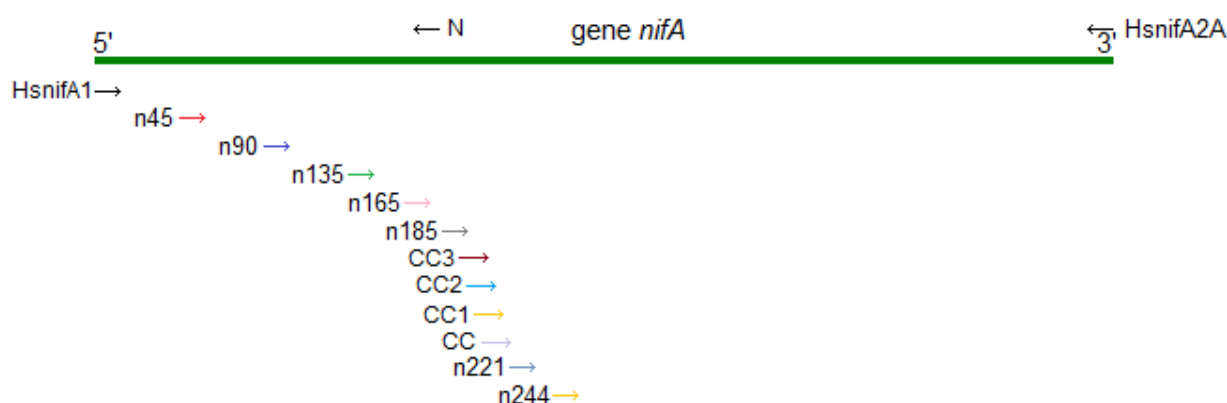 N gene nifA HsnifA2A
5' 3'
HsnifA1
n45
n90
n135
n165
n185
CC3
CC2
CC1
CC
n221
n244